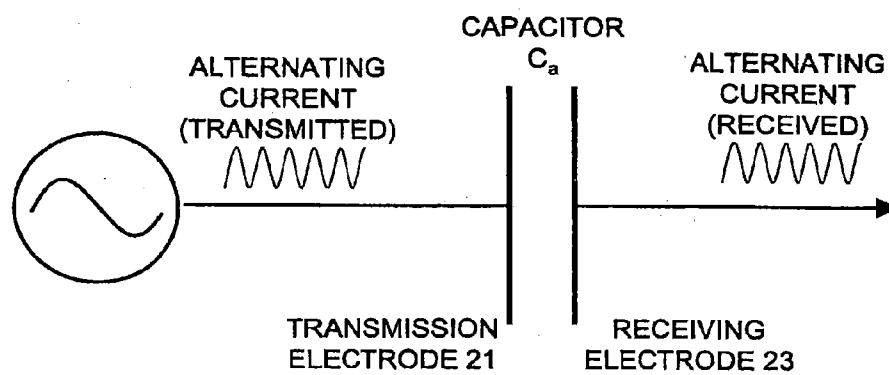 CAPACITOR
Cₐ
ALTERNATING
CURRENT
(TRANSMITTED)
ALTERNATING
CURRENT
(RECEIVED)
TRANSMISSION
ELECTRODE 21
RECEIVING
ELECTRODE 23